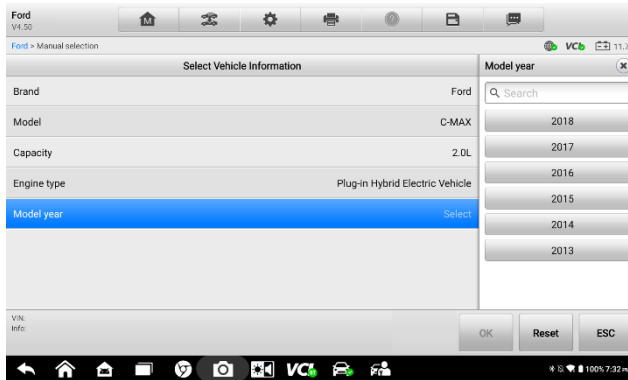 Ford
V4.50
M
Ford > Manual selection
VCI 11.7
Select Vehicle Information
Model year
Brand Ford
Search
Model C-MAX
2018
Capacity 2.0L
2017
Engine type Plug-in Hybrid Electric Vehicle
2016
2015
Model year Select
2014
2013
VIN:
Info:
OK Reset ESC
VCI 100% 7:32